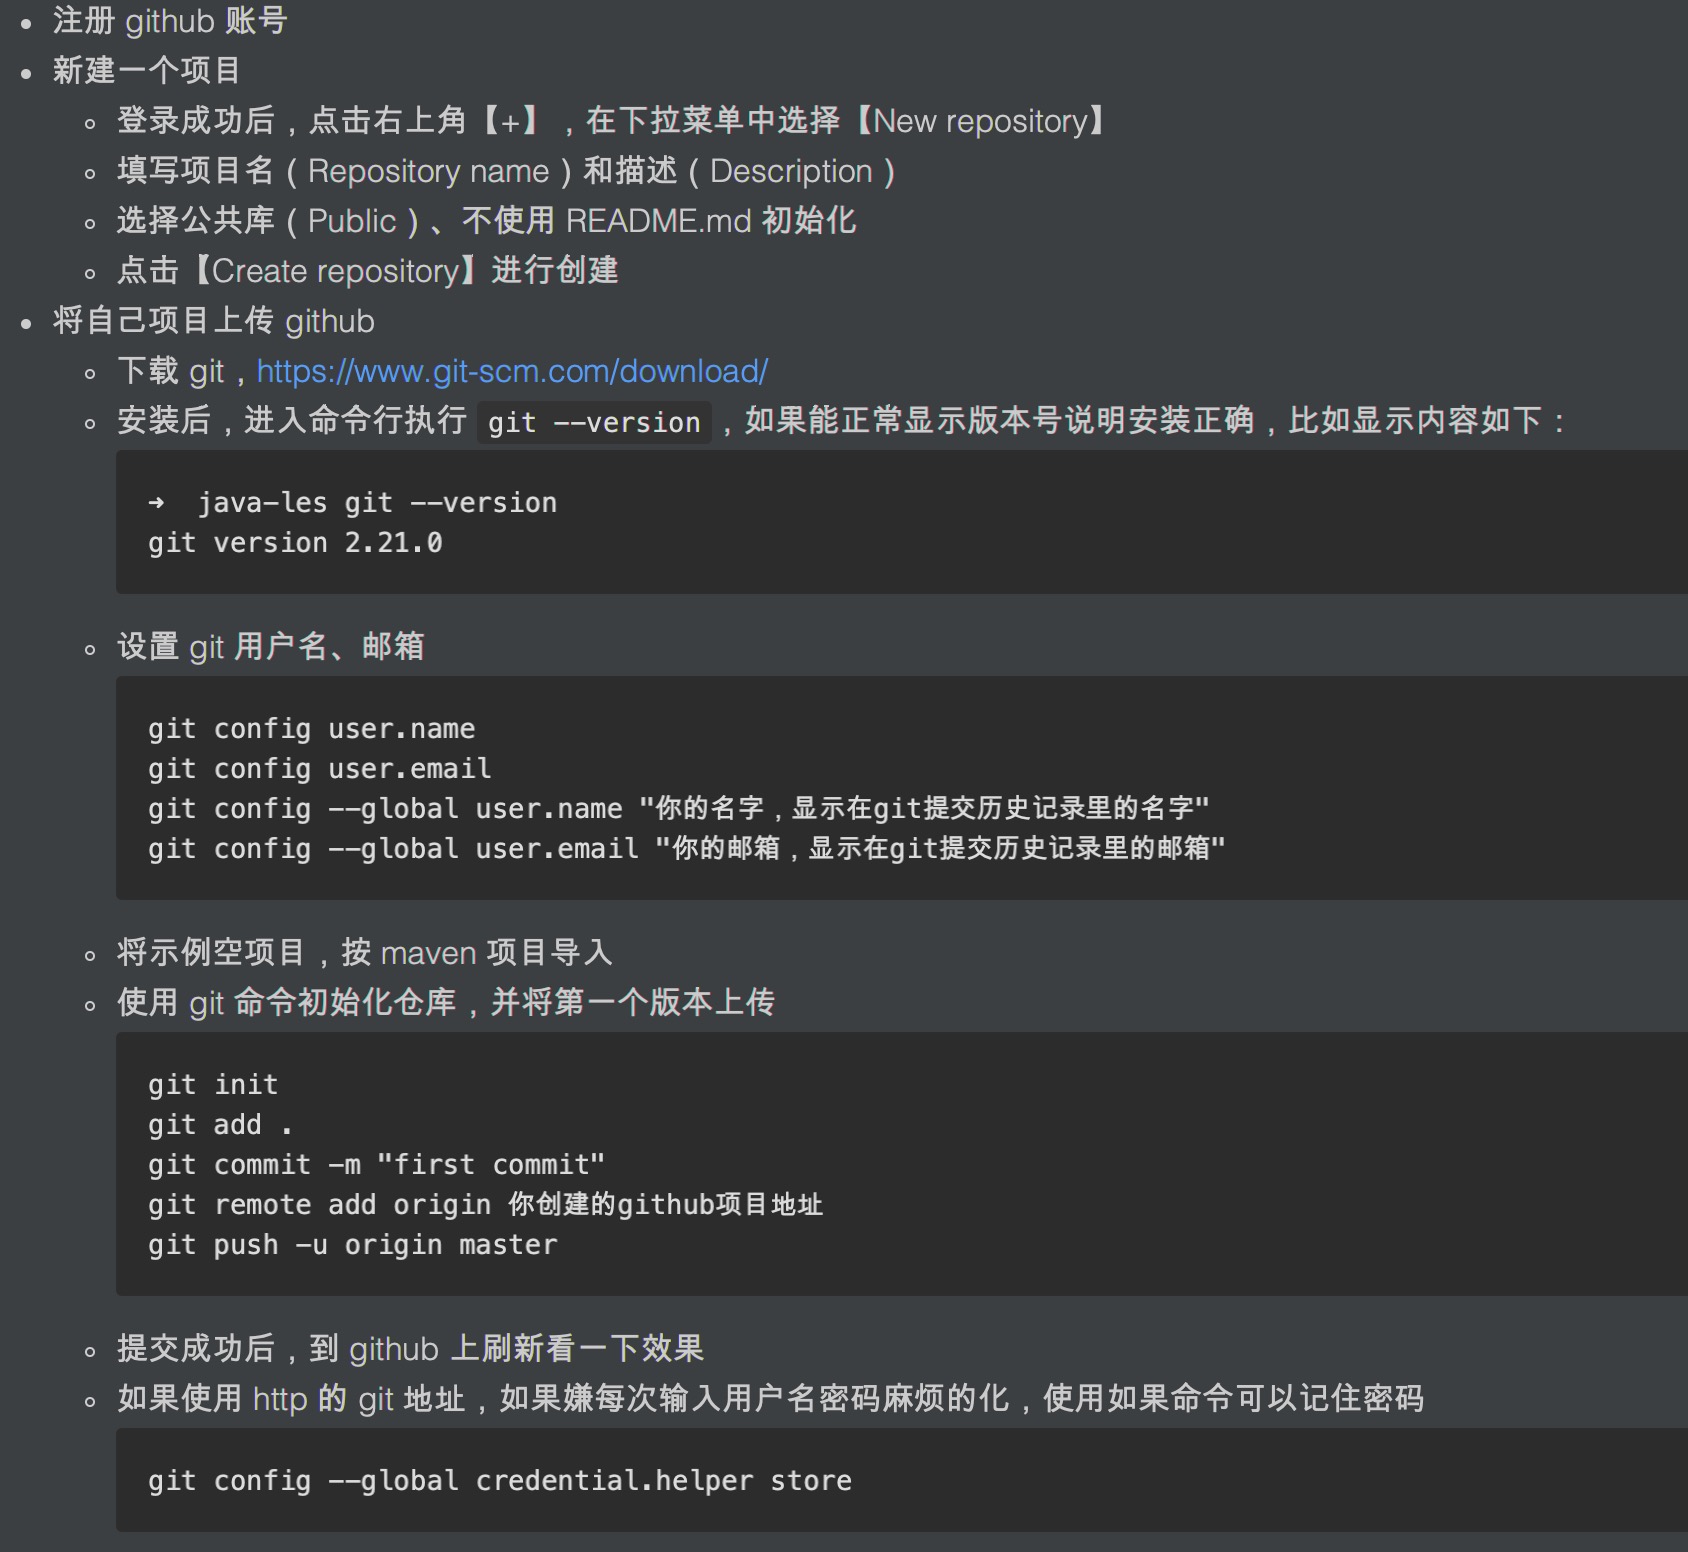 注册 github 账号
新建一个项目
登录成功后，点击右上角【+】，在下拉菜单中选择【New repository】
填写项目名（Repository name）和描述（Description）
选择公共库（Public）、不使用 README.md 初始化
点击【Create repository】进行创建
将自己项目上传 github
下载 git，https://www.git-scm.com/download/
安装后，进入命令行执行 git --version ，如果能正常显示版本号说明安装正确，比如显示内容如下：
➜  java-les git --version
git version 2.21.0
设置 git 用户名、邮箱
git config user.name
git config user.email
git config --global user.name "你的名字，显示在git提交历史记录里的名字"
git config --global user.email "你的邮箱，显示在git提交历史记录里的邮箱"
将示例空项目，按 maven 项目导入
使用 git 命令初始化仓库，并将第一个版本上传
git init
git add .
git commit -m "first commit"
git remote add origin 你创建的github项目地址
git push -u origin master
提交成功后，到 github 上刷新看一下效果
如果使用 http 的 git 地址，如果嫌每次输入用户名密码麻烦的化，使用如果命令可以记住密码
git config --global credential.helper store